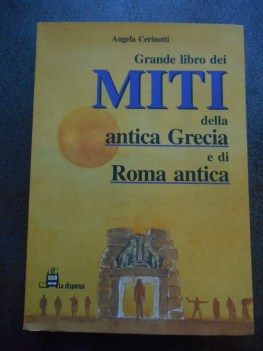 Angela Cerinotti
Grande libro dei
MITI
della
antica Grecia
e di
Roma antica
la dispensa